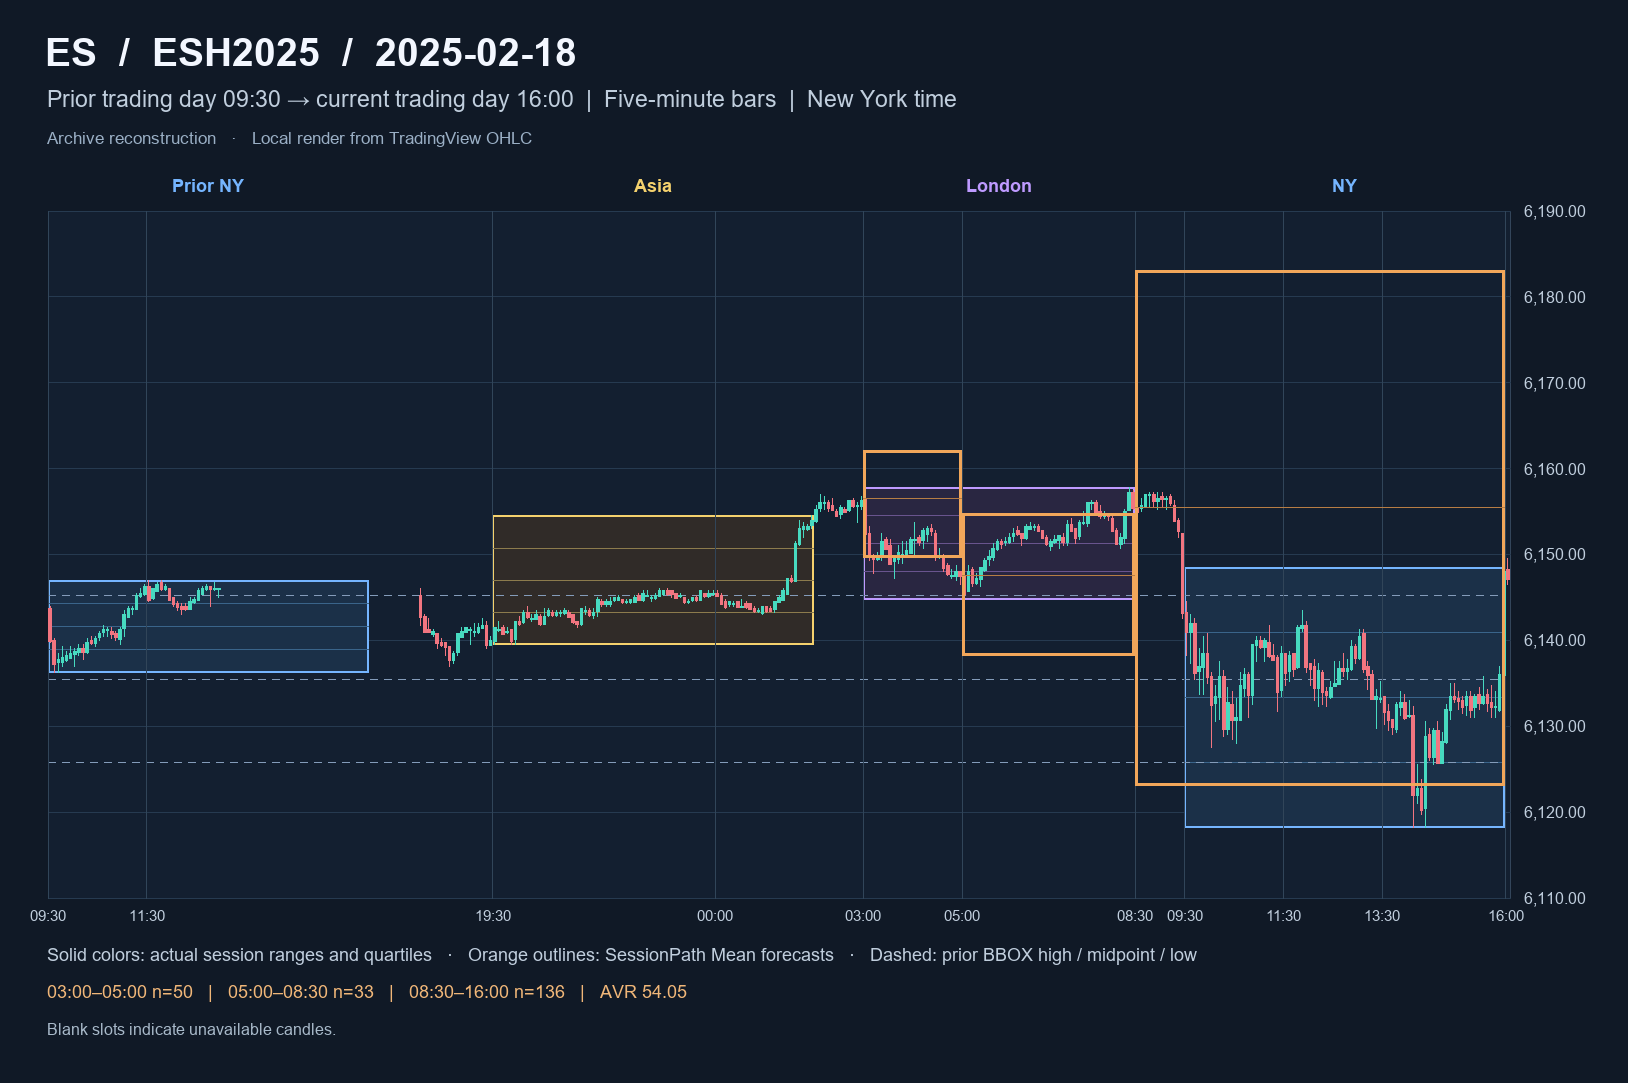 ES / ESH2025 / 2025-02-18
Prior trading day 09:30 → current trading day 16:00 | Five-minute bars | New York time
Archive reconstruction · Local render from TradingView OHLC
Prior NY Asia London NY
6,190.00
6,180.00
6,170.00
6,160.00
6,150.00
6,140.00
6,130.00
6,120.00
6,110.00
09:30 11:30 19:30 00:00 03:00 05:00 08:30 09:30 11:30 13:30 16:00
Solid colors: actual session ranges and quartiles · Orange outlines: SessionPath Mean forecasts · Dashed: prior BBOX high / midpoint / low
03:00–05:00 n=50 | 05:00–08:30 n=33 | 08:30–16:00 n=136 | AVR 54.05
Blank slots indicate unavailable candles.